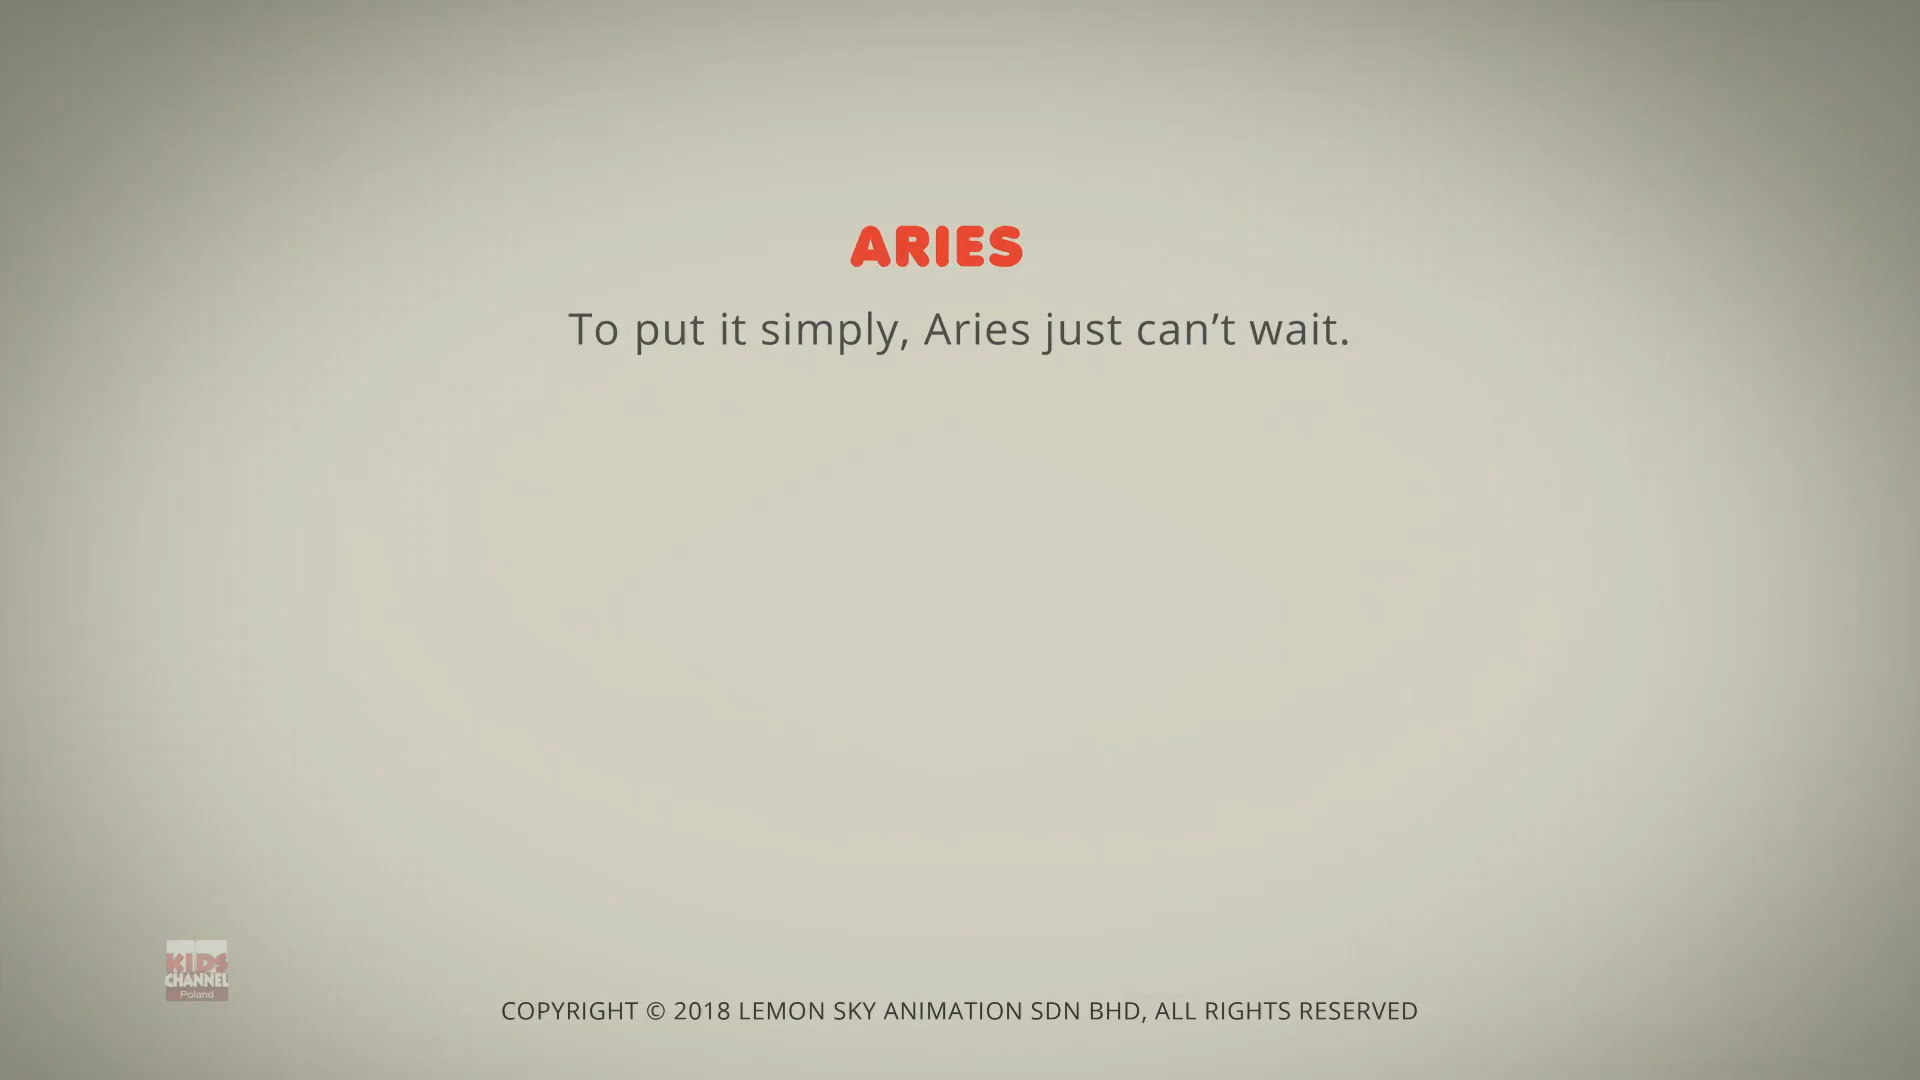 ARIES
To put it simply, Aries just can’t wait.
KIDS
CHANNEL
Poland
COPYRIGHT © 2018 LEMON SKY ANIMATION SDN BHD, ALL RIGHTS RESERVED